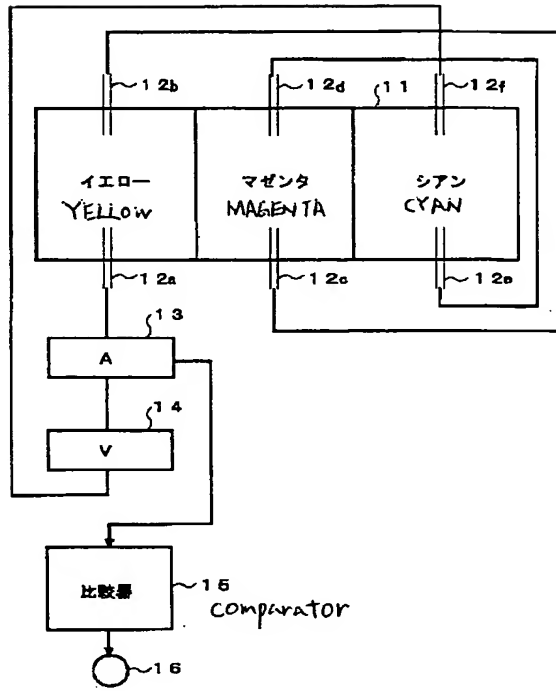 12b 12d 11 12f
イエロー マゼンタ シアン
YELLOW MAGENTA CYAN
12a 12c 12e
13
A
14
V
比較器 15
comparator
16